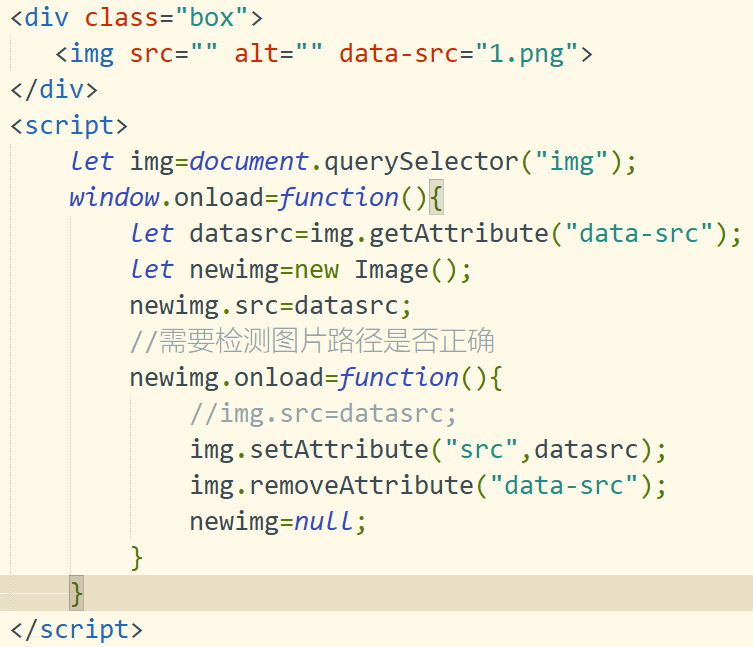 <div class="box">
<img src="" alt="" data-src="1.png">
</div>
<script>
let img=document.querySelector("img");
window.onload=function(){
let datasrc=img.getAttribute("data-src");
let newimg=new Image();
newimg.src=datasrc;
//需要检测图片路径是否正确
newimg.onload=function(){
//img.src=datasrc;
img.setAttribute("src",datasrc);
img.removeAttribute("data-src");
newimg=null;
}
}
</script>